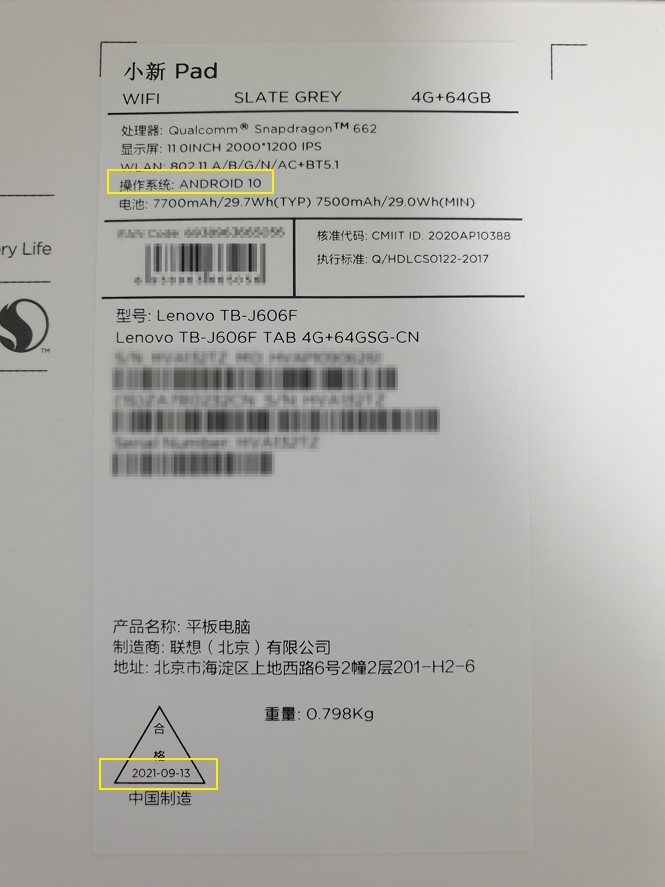 小新 Pad
WIFI SLATE GREY 4G+64GB
处理器: Qualcomm® Snapdragon™ 662
显示屏: 11.0INCH 2000*1200 IPS
WLAN: 802.11 A/B/G/N/AC+BT5.1
操作系统: ANDROID 10
电池: 7700mAh/29.7Wh(TYP) 7500mAh/29.0Wh(MIN)
核准代码: CMIIT ID: 2020AP10388
执行标准: Q/HDLCS0122-2017
ry Life
TM
型号: Lenovo TB-J606F
Lenovo TB-J606F TAB 4G+64GSG-CN
产品名称: 平板电脑
制造商: 联想（北京）有限公司
地址: 北京市海淀区上地西路6号2幢2层201-H2-6
重量: 0.798Kg
合
格
2021-09-13
中国制造